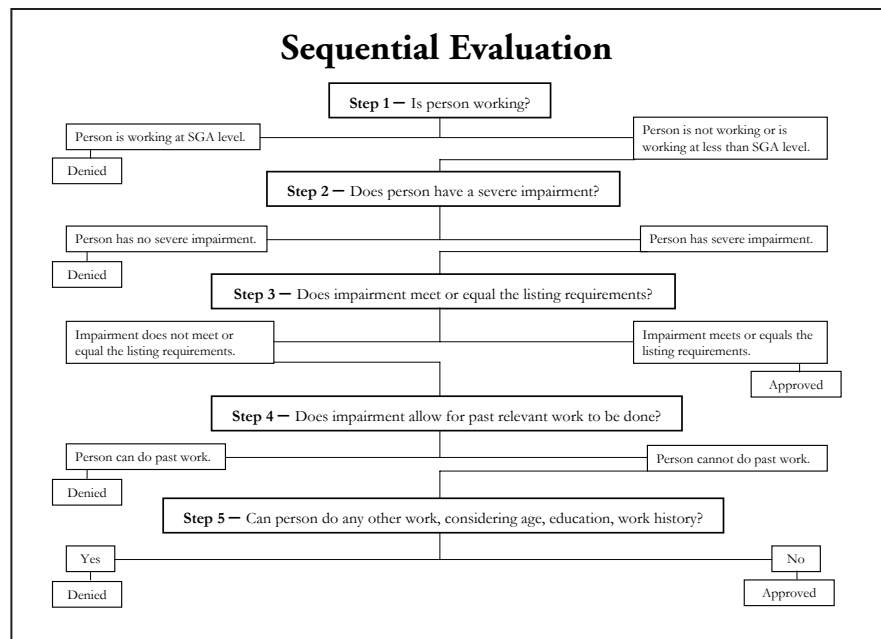 Sequential Evaluation
Step 1 — Is person working?
Person is working at SGA level.
Person is not working or is
working at less than SGA level.
Denied
Step 2 — Does person have a severe impairment?
Person has no severe impairment.
Person has severe impairment.
Denied
Step 3 — Does impairment meet or equal the listing requirements?
Impairment does not meet or
equal the listing requirements.
Impairment meets or equals the
listing requirements.
Approved
Step 4 — Does impairment allow for past relevant work to be done?
Person can do past work.
Person cannot do past work.
Denied
Step 5 — Can person do any other work, considering age, education, work history?
Yes
No
Denied
Approved